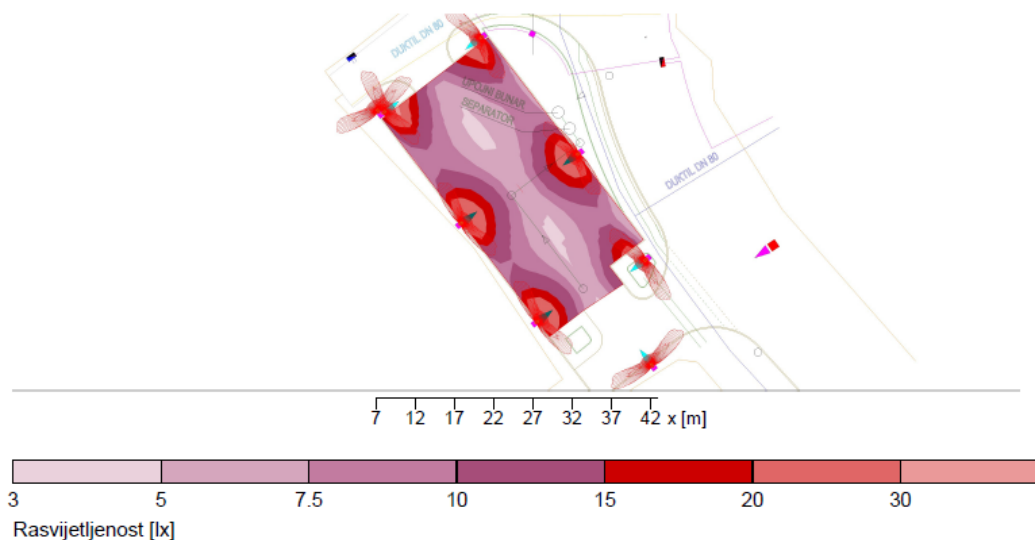 DUKTIL DN 80
UPOJNI BUNAR
SEPARATOR
DUKTIL DN 80
7 12 17 22 27 32 37 42 x [m]
3 5 7.5 10 15 20 30
Rasvijetljenost [lx]